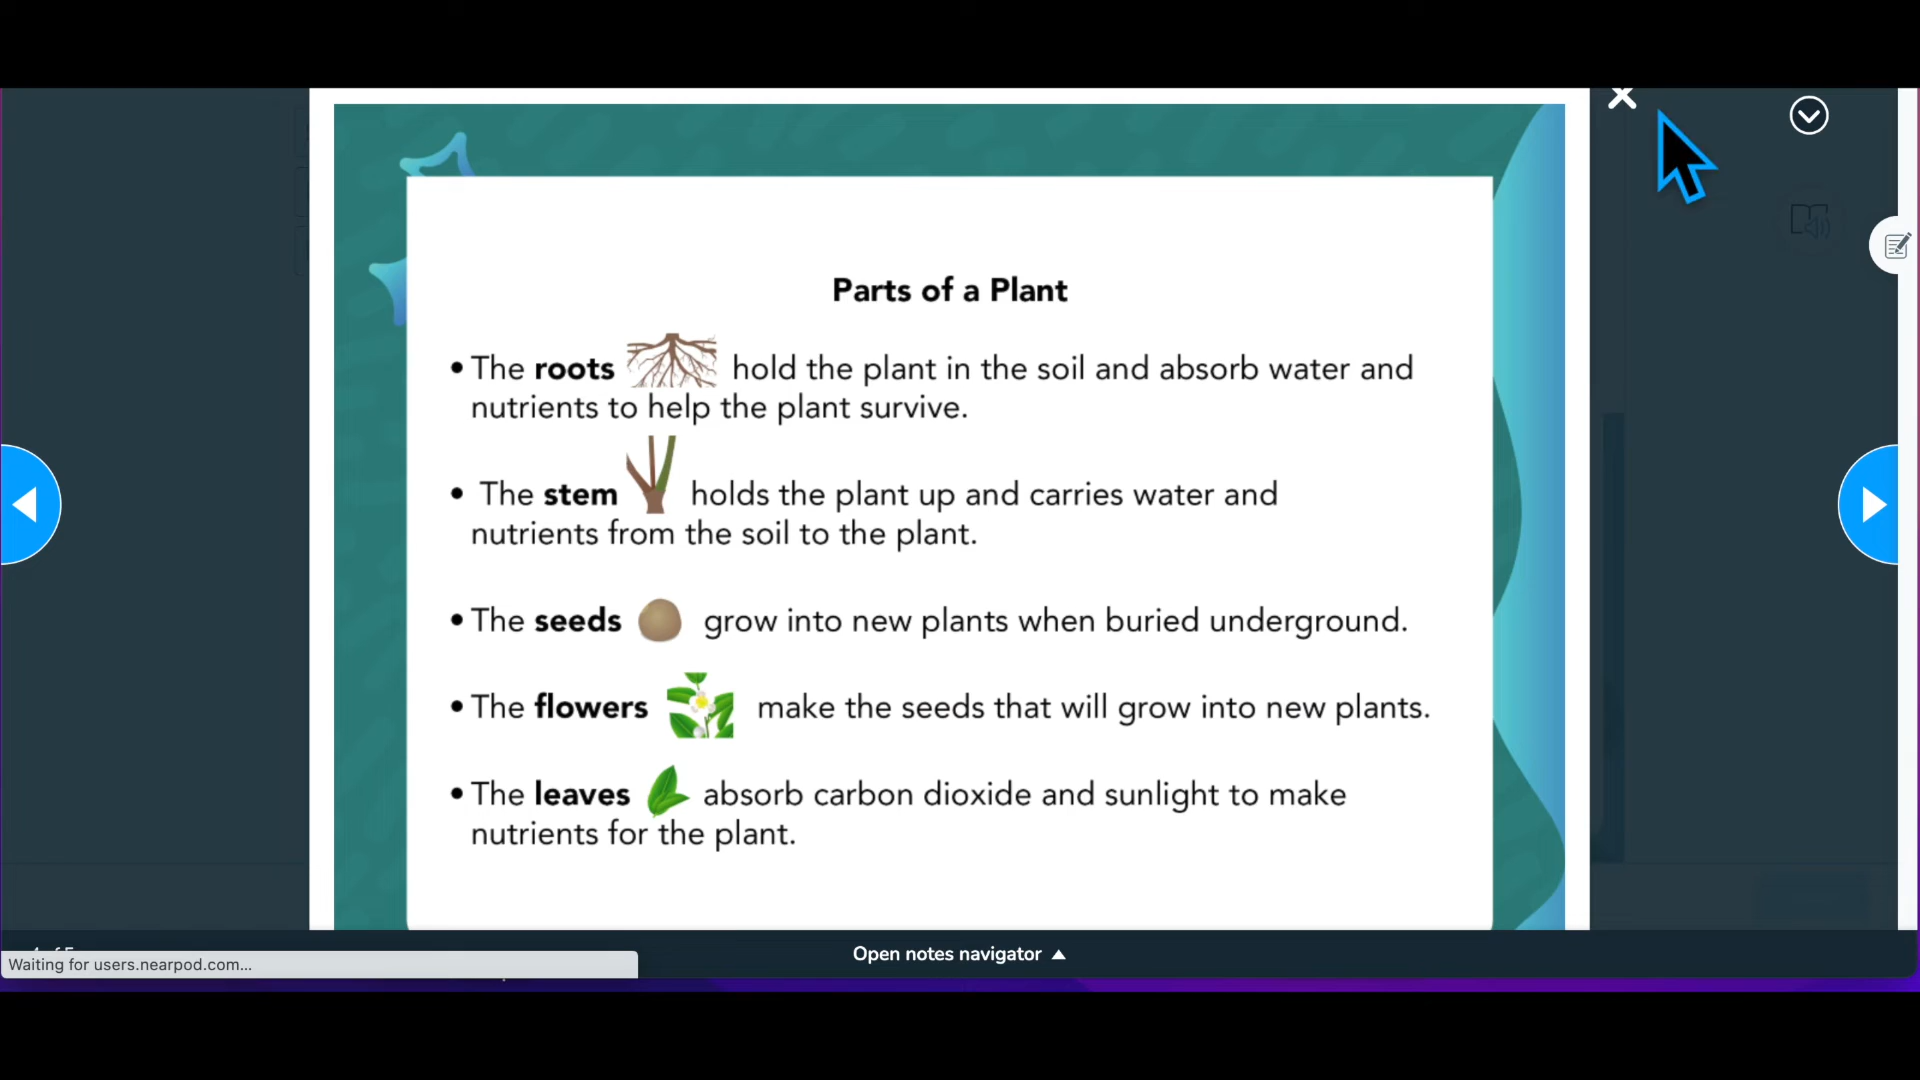 Parts of a Plant
• The roots hold the plant in the soil and absorb water and
nutrients to help the plant survive.
• The stem holds the plant up and carries water and
nutrients from the soil to the plant.
• The seeds grow into new plants when buried underground.
• The flowers make the seeds that will grow into new plants.
• The leaves absorb carbon dioxide and sunlight to make
nutrients for the plant.
Open notes navigator
Waiting for users.nearpod.com...